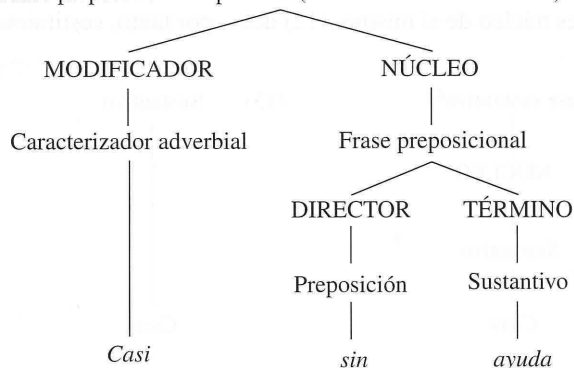 MODIFICADOR NÚCLEO
Caracterizador adverbial Frase preposicional
DIRECTOR TÉRMINO
Preposición Sustantivo
Casi sin ayuda